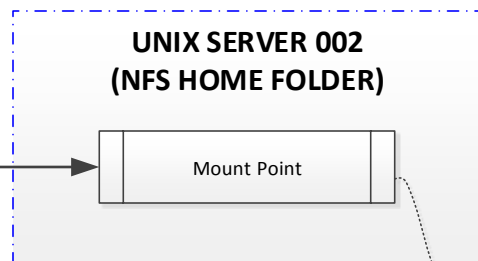 UNIX SERVER 002
(NFS HOME FOLDER)
Mount Point